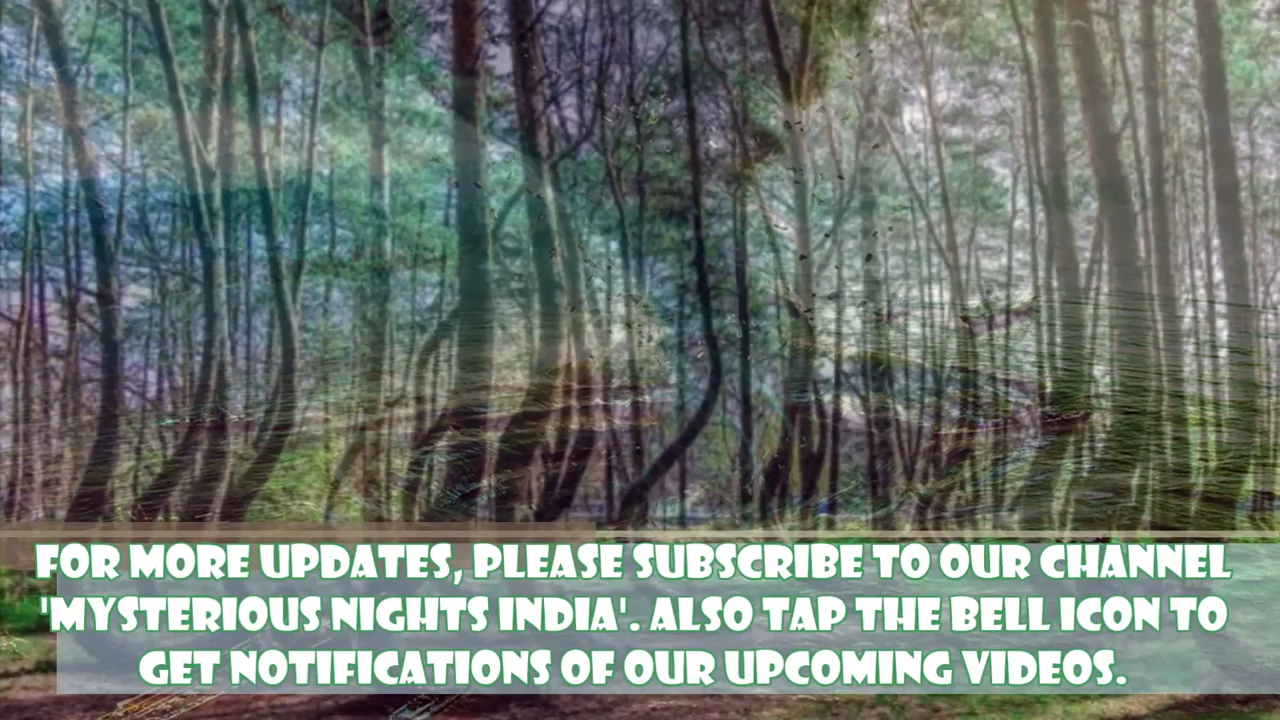 FOR MORE UPDATES, PLEASE SUBSCRIBE TO OUR CHANNEL
'MYSTERIOUS NIGHTS INDIA'. ALSO TAP THE BELL ICON TO
GET NOTIFICATIONS OF OUR UPCOMING VIDEOS.